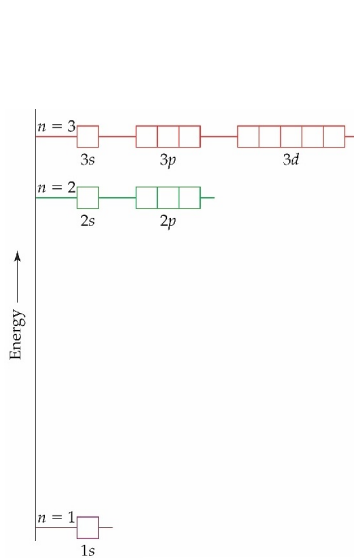 n = 3
3s 3p 3d
n = 2
2s 2p
Energy
n = 1
1s